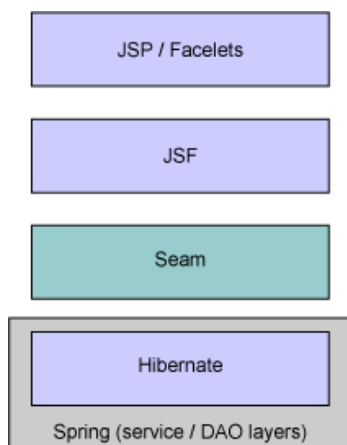 JSP / Facelets
JSF
Seam
Hibernate
Spring (service / DAO layers)